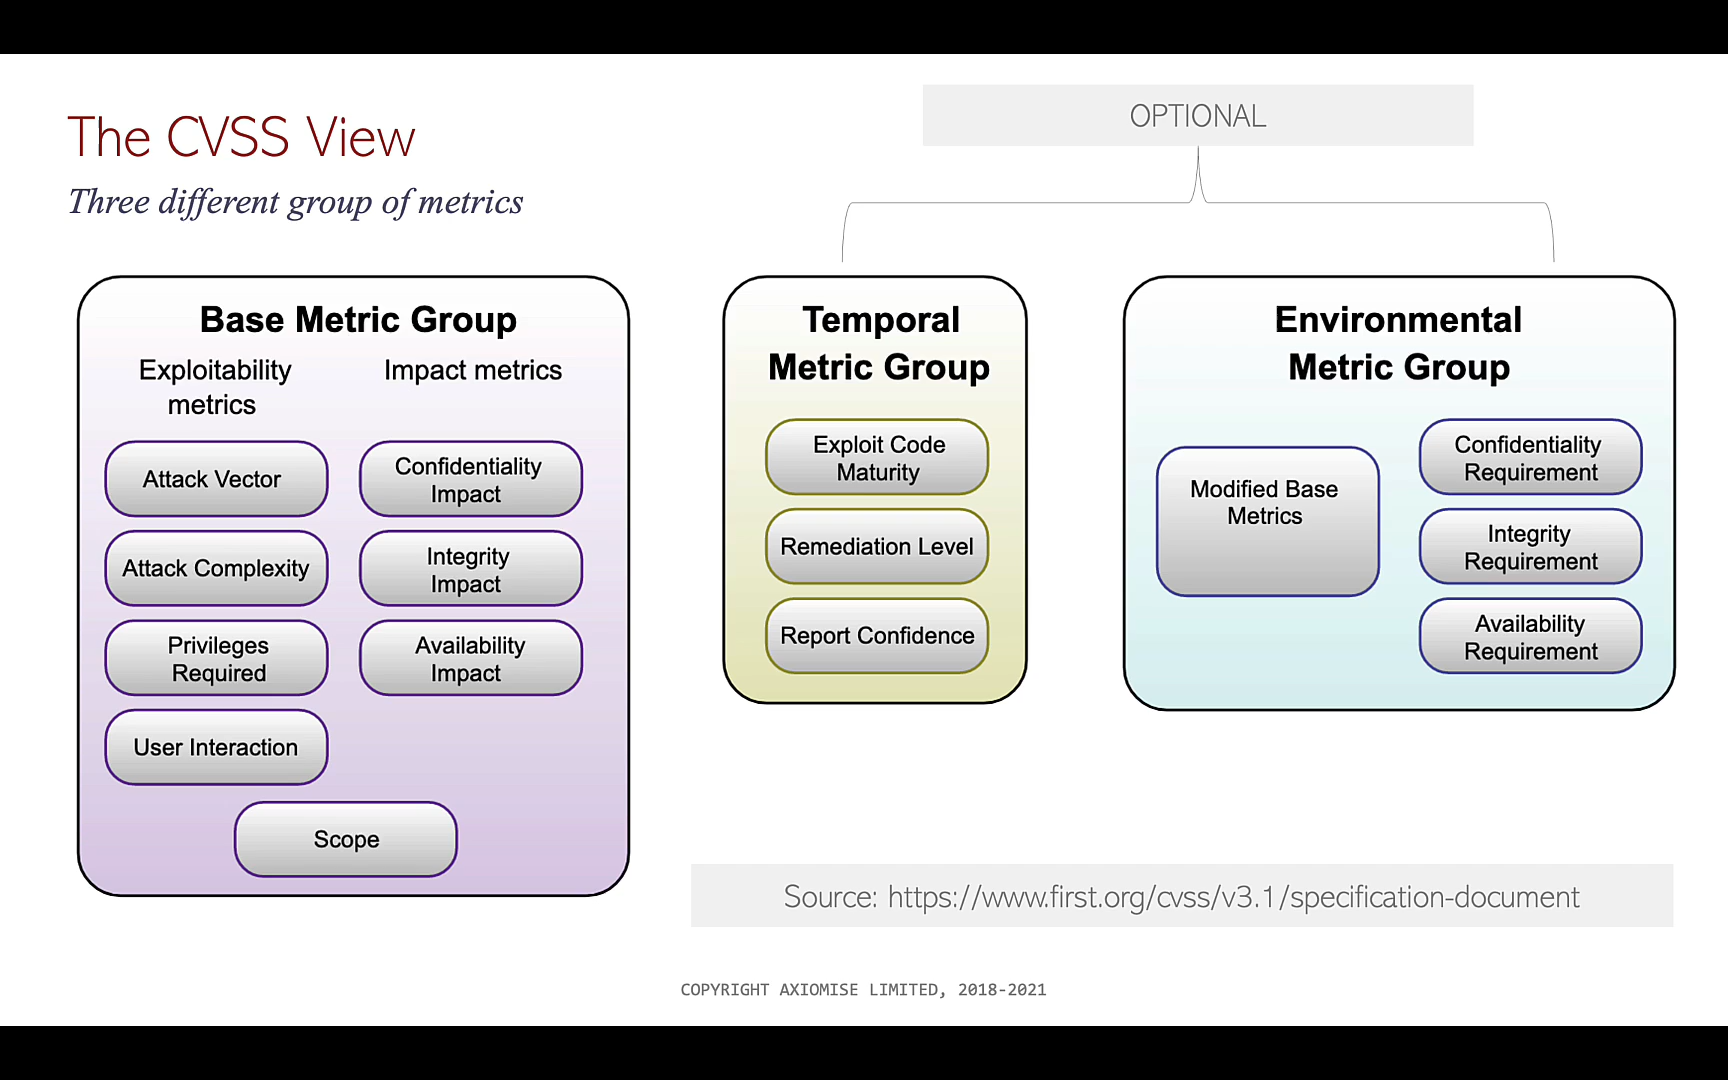 The CVSS View
Three different group of metrics
OPTIONAL
Base Metric Group
Exploitability
metrics
Impact metrics
Attack Vector
Attack Complexity
Privileges
Required
User Interaction
Confidentiality
Impact
Integrity
Impact
Availability
Impact
Scope
Temporal
Metric Group
Exploit Code
Maturity
Remediation Level
Report Confidence
Environmental
Metric Group
Modified Base
Metrics
Confidentiality
Requirement
Integrity
Requirement
Availability
Requirement
Source: https://www.first.org/cvss/v3.1/specification-document
COPYRIGHT AXIOMISE LIMITED, 2018-2021